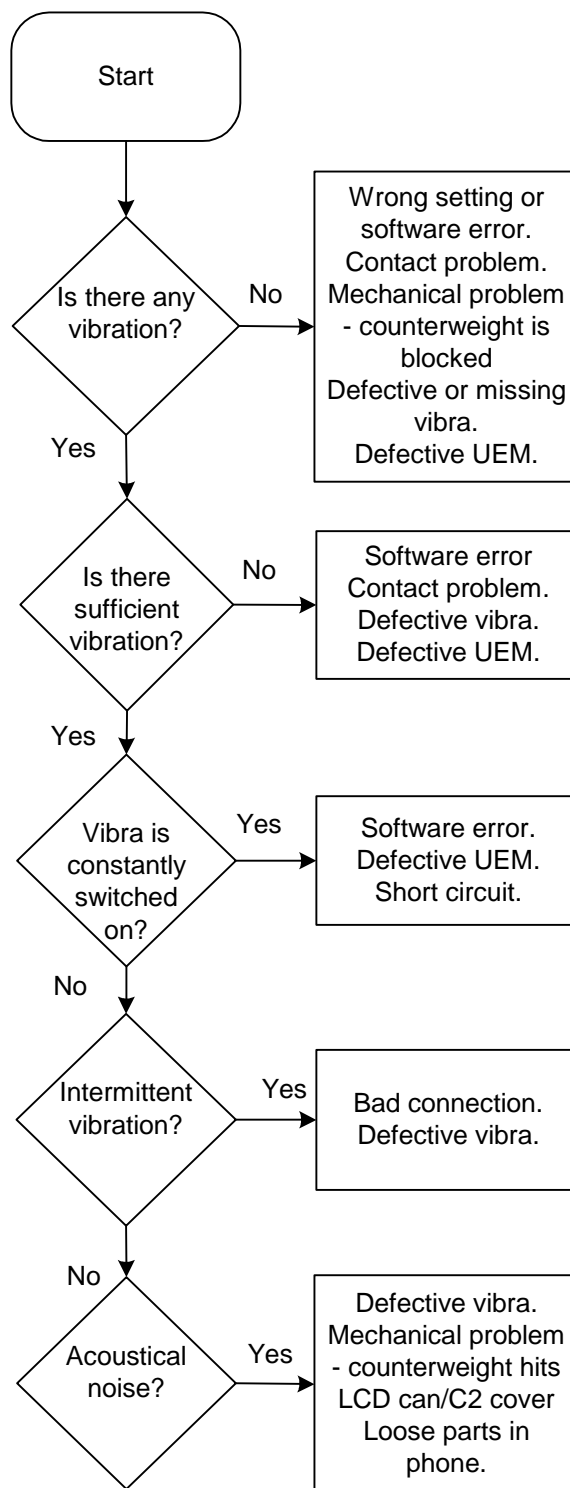 Start
Is there any
vibration?
No
Wrong setting or
software error.
Contact problem.
Mechanical problem
- counterweight is
blocked
Defective or missing
vibra.
Defective UEM.
Yes
Is there
sufficient
vibration?
No
Software error
Contact problem.
Defective vibra.
Defective UEM.
Yes
Vibra is
constantly
switched
on?
Yes
Software error.
Defective UEM.
Short circuit.
No
Intermittent
vibration?
Yes
Bad connection.
Defective vibra.
No
Acoustical
noise?
Yes
Defective vibra.
Mechanical problem
- counterweight hits
LCD can/C2 cover
Loose parts in
phone.